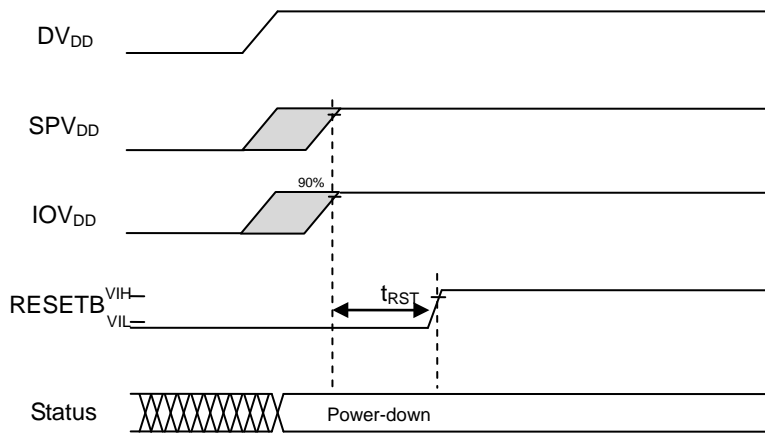 DVDD
SPVDD
90%
IOVDD
RESETB
VIH
VIL
tRST
Status
Power-down